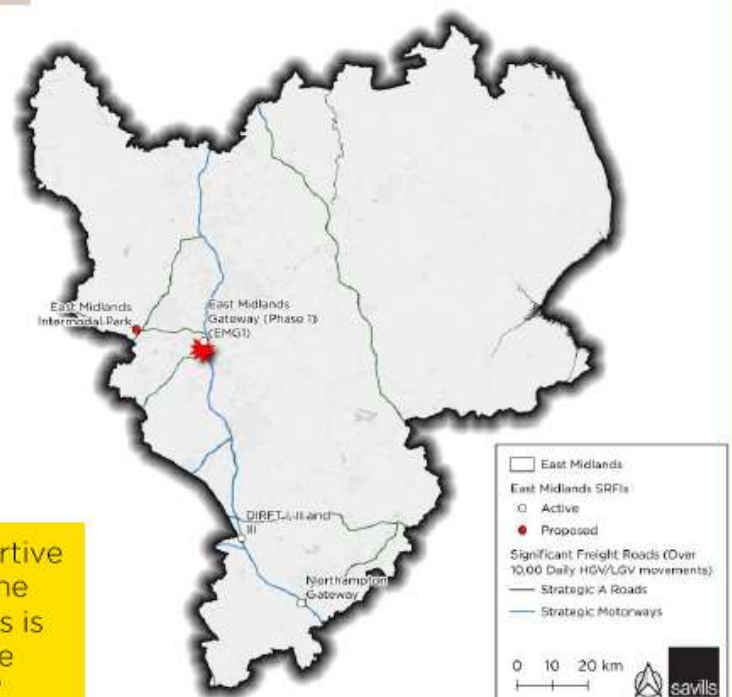 East Midlands
Intermodal Park
East Midlands
Gateway (Phase 1)
(EMG1)
DIRFT I, II and
III
Northampton
Gateway
rtive
ne
s is
e
East Midlands
East Midlands SRFIs
Active
Proposed
Significant Freight Roads (Over
10,00 Daily HGV/LGV movements)
Strategic A Roads
Strategic Motorways
0 10 20 km
savills